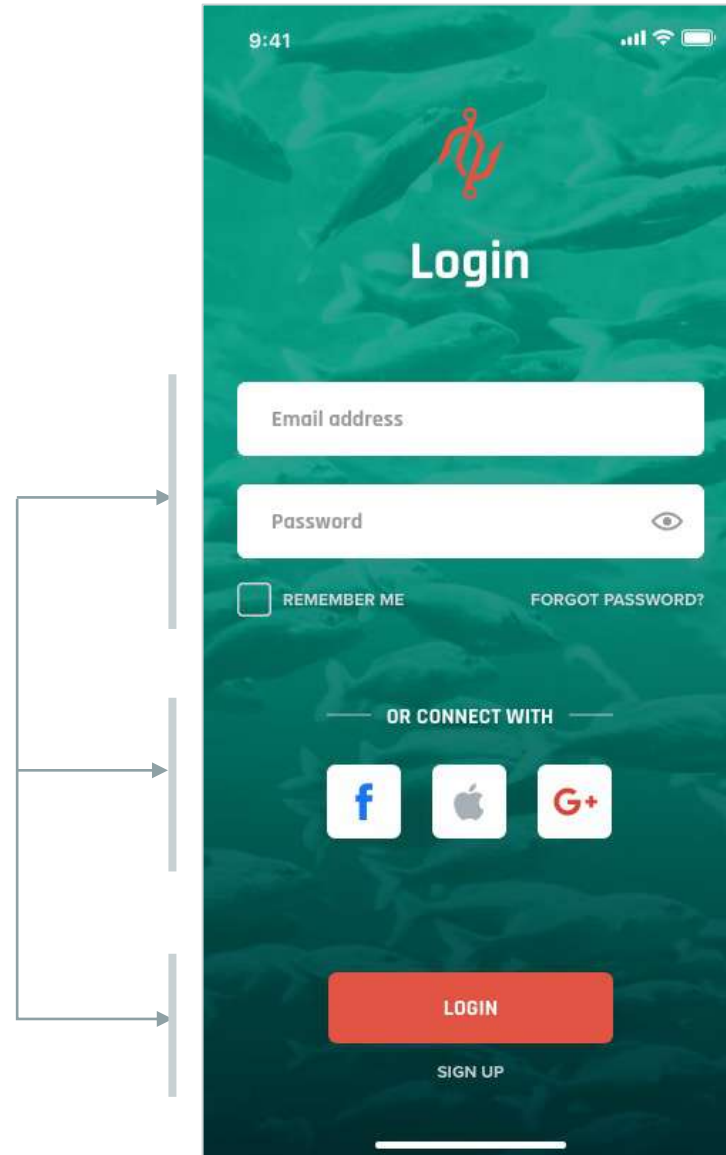 9:41
Login
Email address
Password
REMEMBER ME FORGOT PASSWORD?
OR CONNECT WITH
f G+
LOGIN
SIGN UP